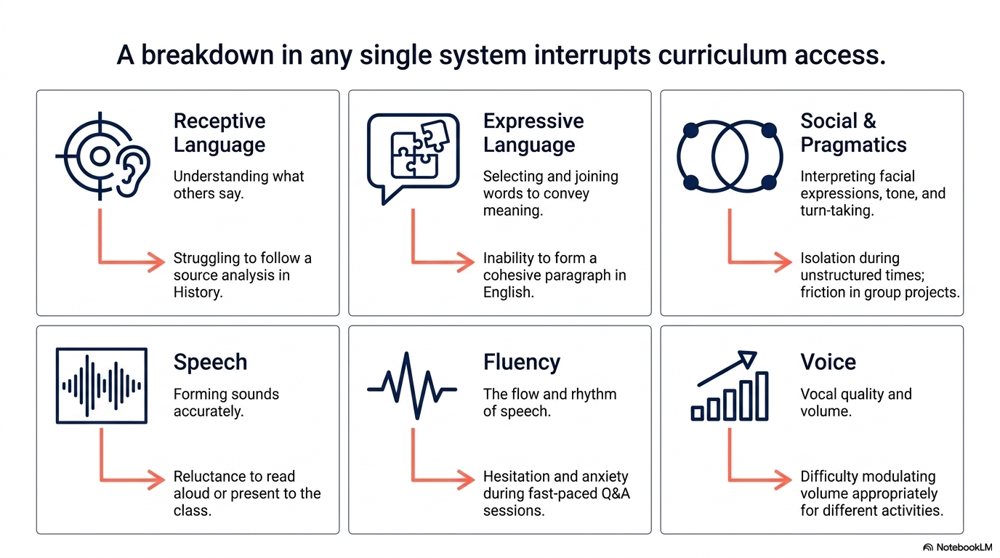 A breakdown in any single system interrupts curriculum access.
Receptive
Language
Understanding what
others say.
Struggling to follow a
source analysis in
History.
Expressive
Language
Selecting and joining
words to convey
meaning.
Inability to form a
cohesive paragraph in
English.
Social &
Pragmatics
Interpreting facial
expressions, tone, and
turn-taking.
Isolation during
unstructured times;
friction in group projects.
Speech
Forming sounds
accurately.
Reluctance to read
aloud or present to the
class.
Fluency
The flow and rhythm
of speech.
Hesitation and anxiety
during fast-paced Q&A
sessions.
Voice
Vocal quality and
volume.
Difficulty modulating
volume appropriately
for different activities.
NotebookLM